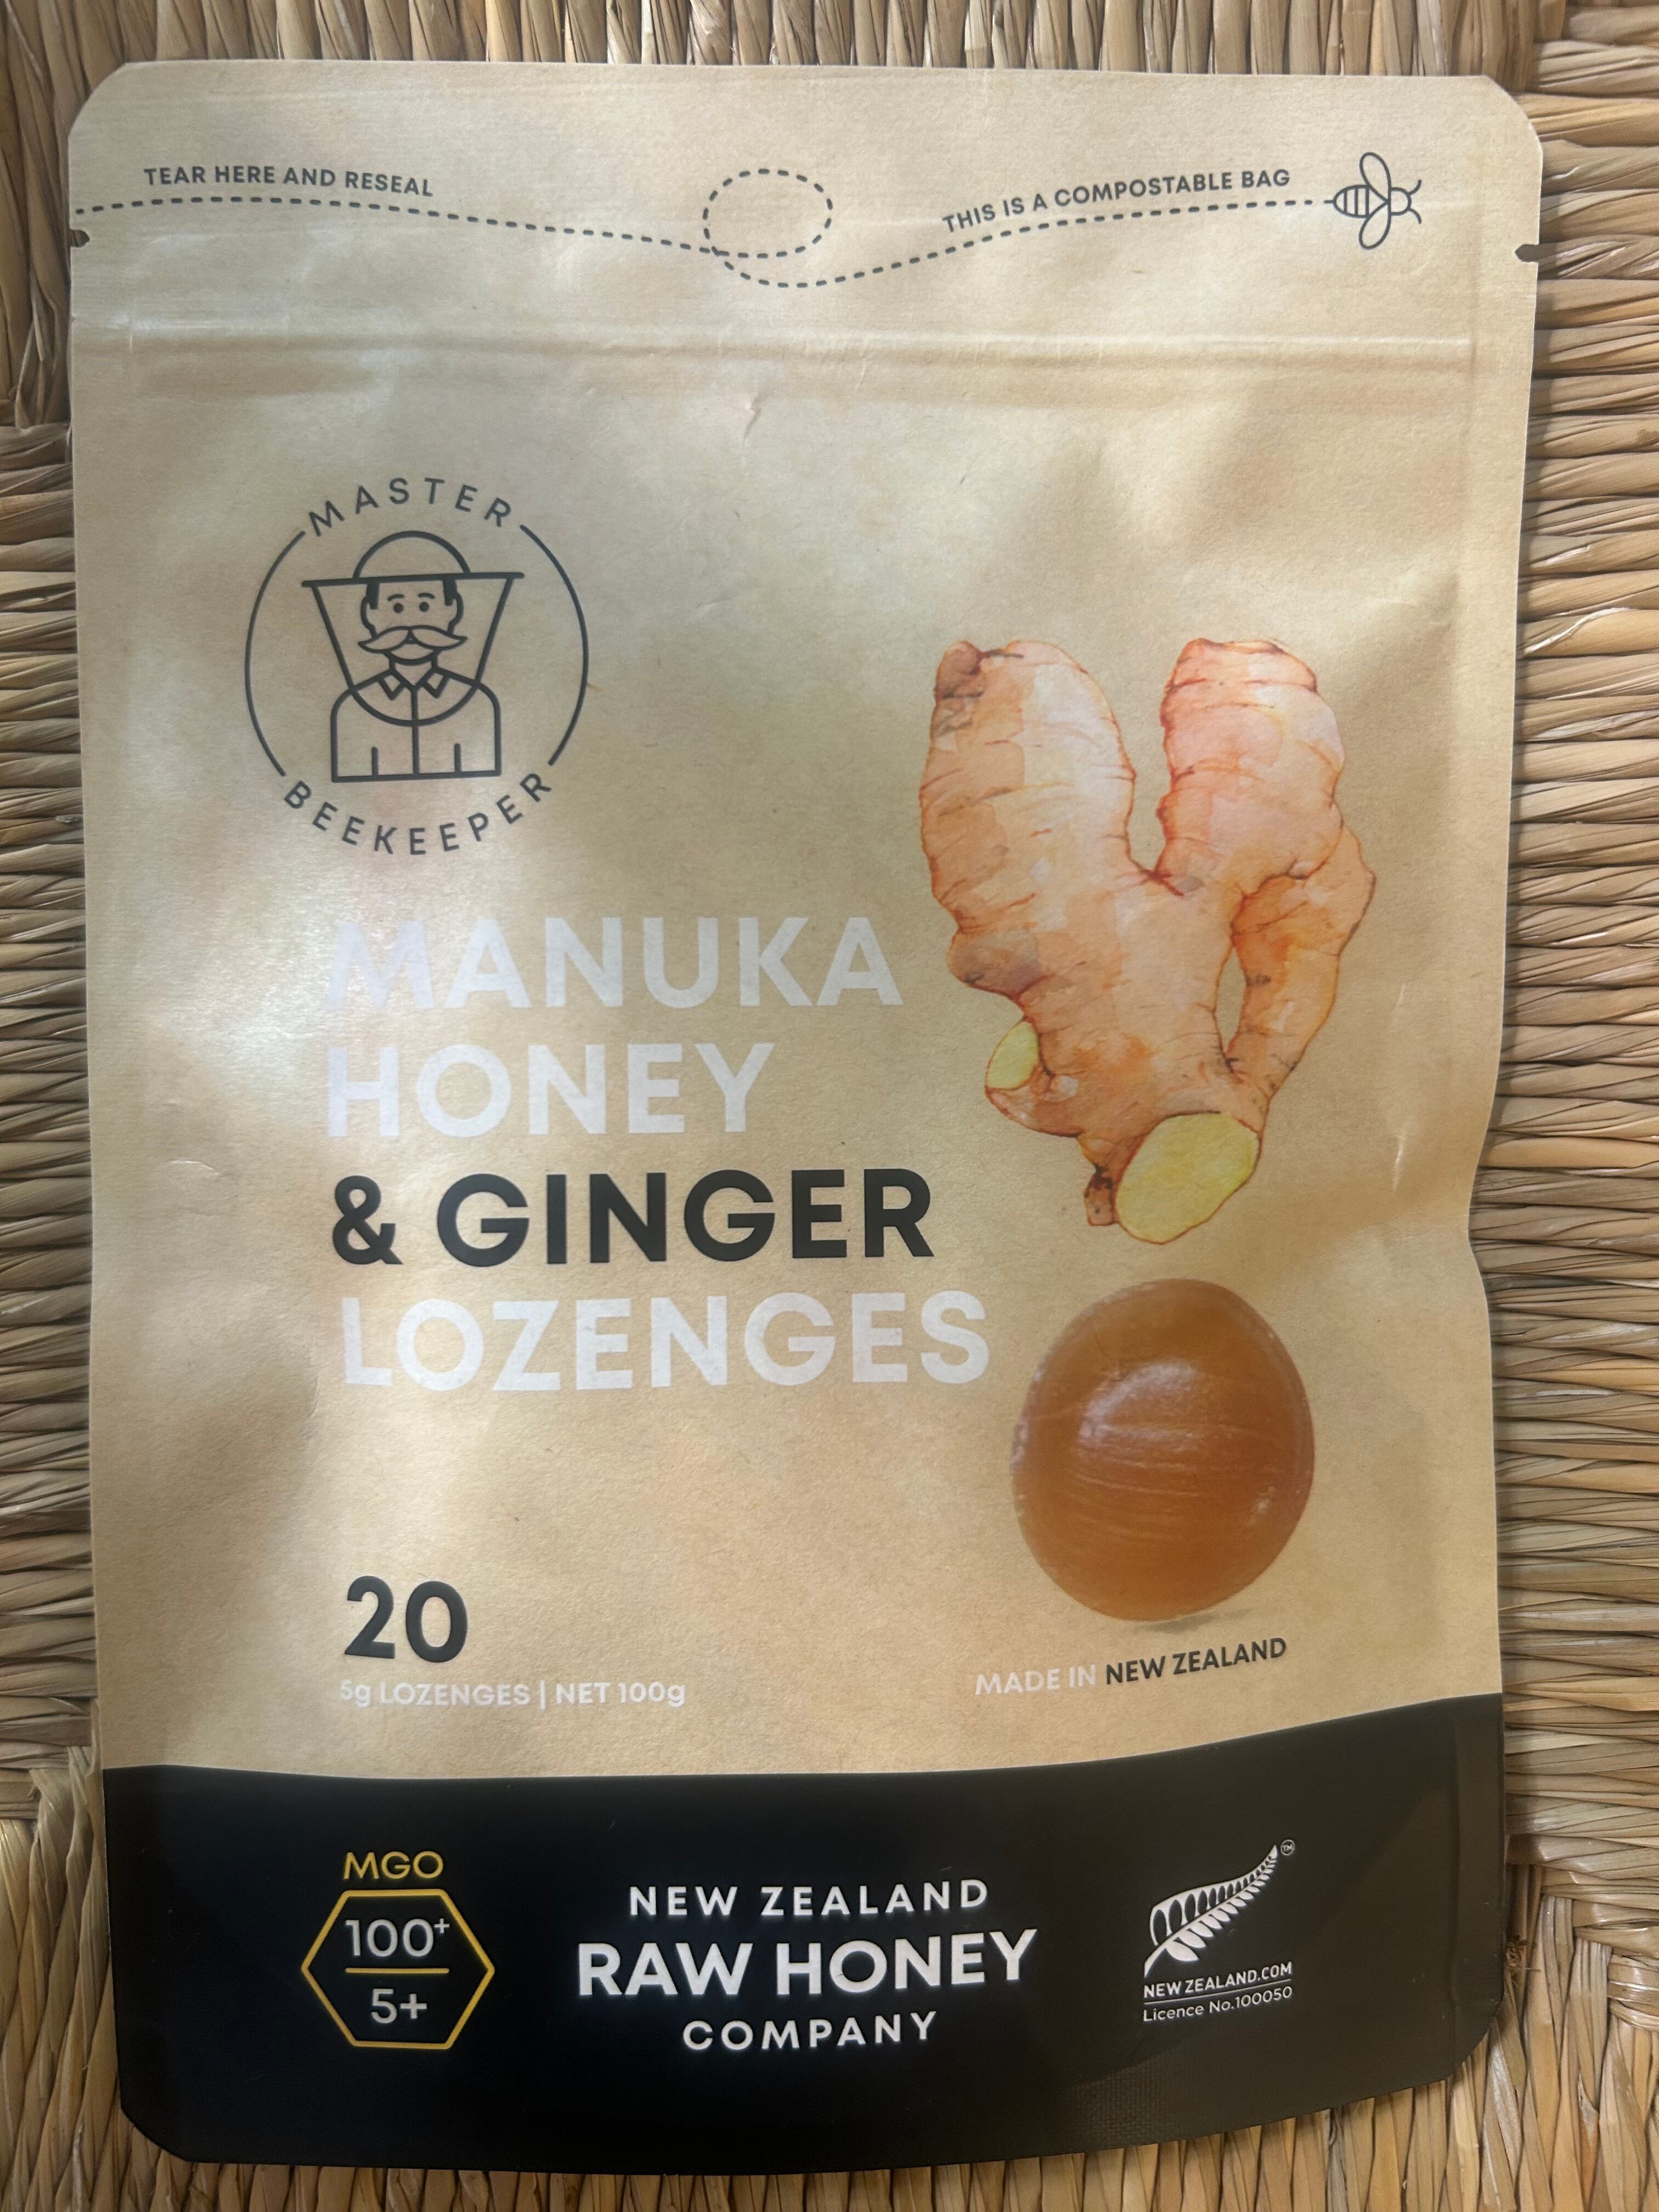 TEAR HERE AND RESEAL
THIS IS A COMPOSTABLE BAG
MASTER
BEEKEEPER
MANUKA
HONEY
& GINGER
LOZENGES
20
5g LOZENGES | NET 100g
MADE IN NEW ZEALAND
MGO
100+
5+
NEW ZEALAND
RAW HONEY
COMPANY
TM
NEW ZEALAND.COM
Licence No.100050